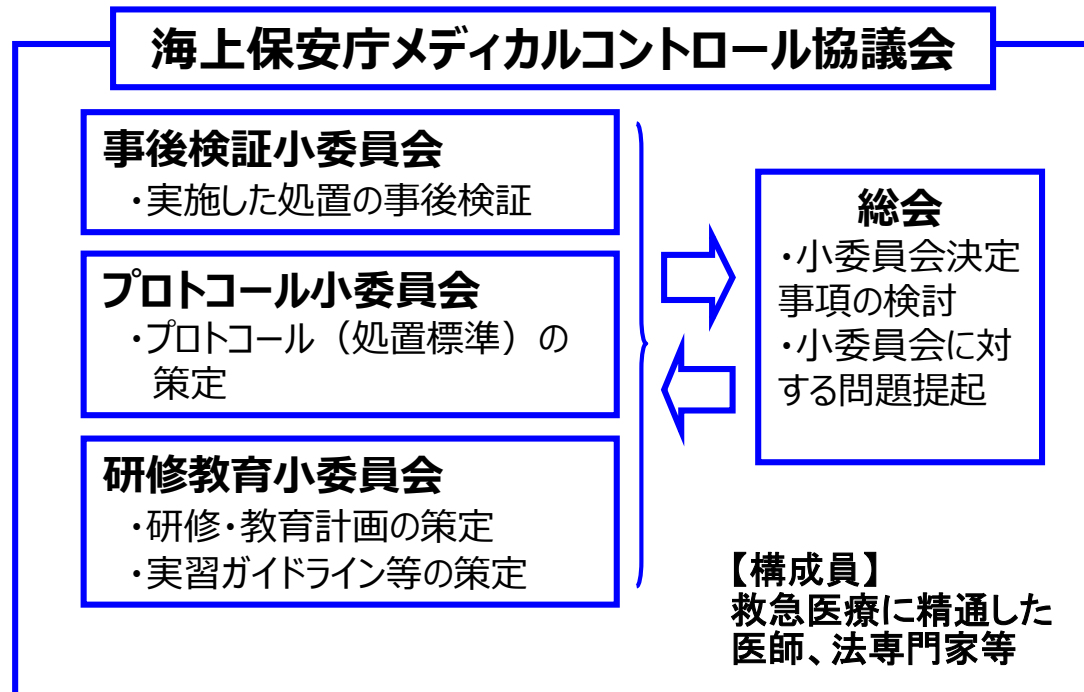 海上保安庁メディカルコントロール協議会
事後検証小委員会
・実施した処置の事後検証
プロトコール小委員会
・プロトコール（処置標準）の
策定
研修教育小委員会
・研修・教育計画の策定
・実習ガイドライン等の策定
総会
・小委員会決定
事項の検討
・小委員会に対
する問題提起
【構成員】
救急医療に精通した
医師、法専門家等